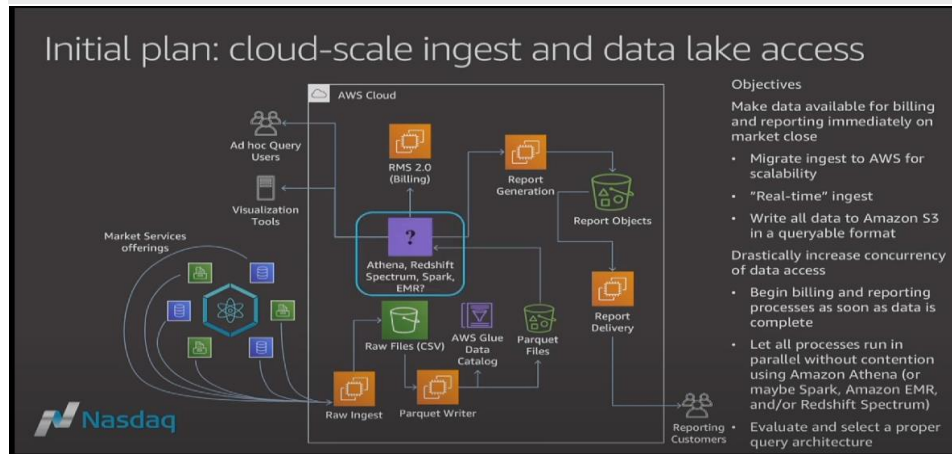 Initial plan: cloud-scale ingest and data lake access
AWS Cloud
Ad hoc Query
Users
Visualization
Tools
Market Services
offerings
RMS 2.0
(Billing)
Report
Generation
Report Objects
?
Athena, Redshift
Spectrum, Spark,
EMR?
Raw Files (CSV)
AWS Glue
Data
Catalog
Parquet
Files
Report
Delivery
Raw Ingest
Parquet Writer
Reporting
Customers
Nasdaq
Objectives
Make data available for billing
and reporting immediately on
market close
• Migrate ingest to AWS for
scalability
• "Real-time" ingest
• Write all data to Amazon S3
in a queryable format
Drastically increase concurrency
of data access
• Begin billing and reporting
processes as soon as data is
complete
• Let all processes run in
parallel without contention
using Amazon Athena (or
maybe Spark, Amazon EMR,
and/or Redshift Spectrum)
• Evaluate and select a proper
query architecture